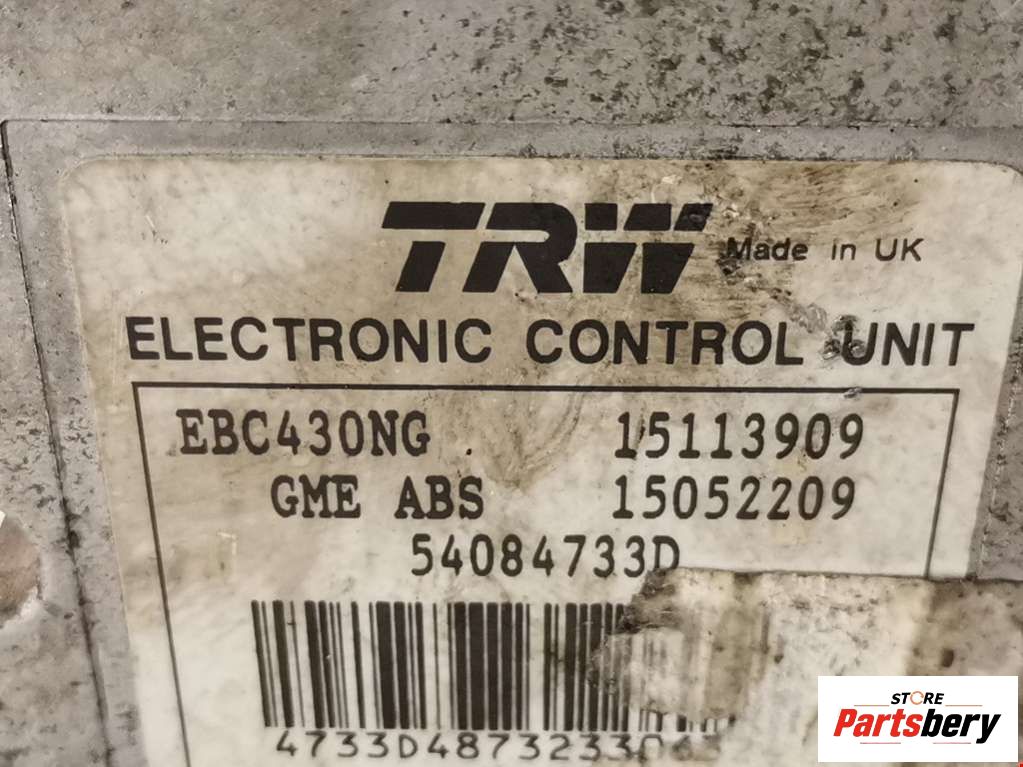 TRW Made in UK
ELECTRONIC CONTROL UNIT
EBC430NG 15113909
GME ABS 15052209
54084733D
STORE
Partsbery